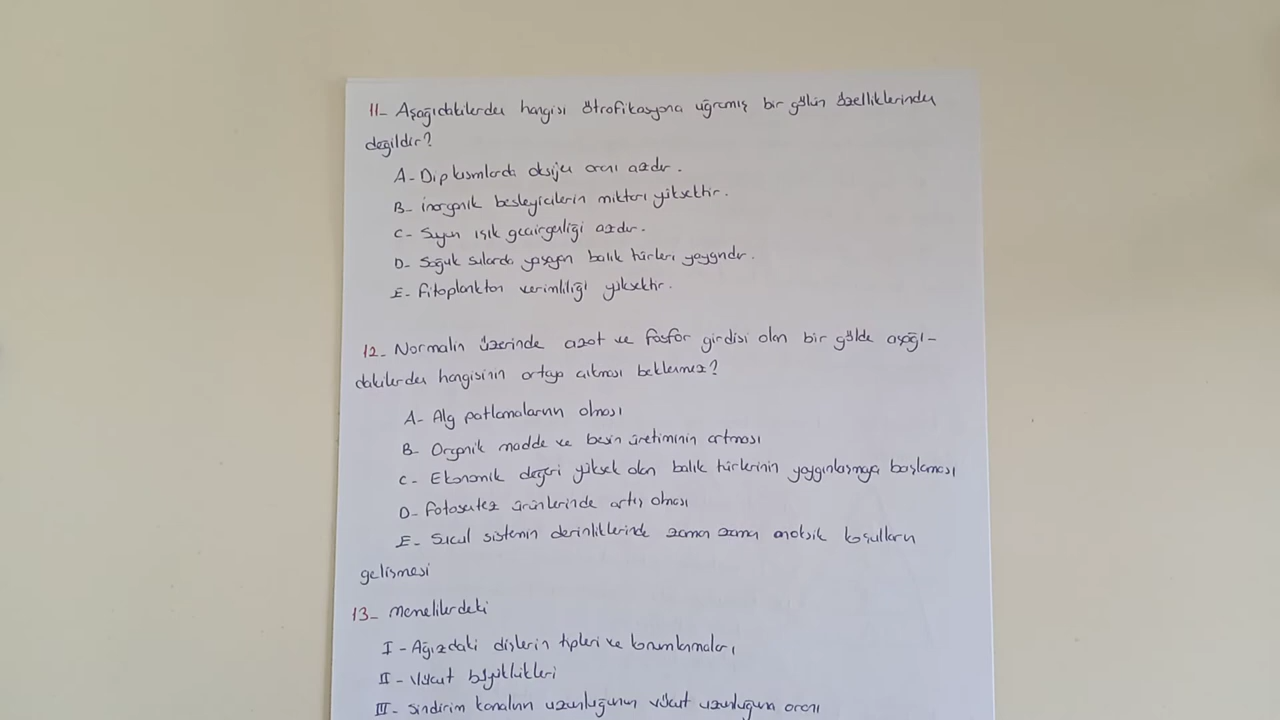 11- Aşağıdakilerden hangisi ötrofikasyona uğramış bir gölün özelliklerinden
değildir?
A- Dip kısımlarda oksijen oranı azdır.
B- inorganik besleyicilerin miktarı yüksektir.
C- Suyun ışık geçirgenliği azdır.
D- Soğuk sularda yaşayan balık türleri yaygındır.
E- Fitoplankton verimliliği yüksektir.
12- Normalin üzerinde azot ve fosfor girdisi olan bir gölde aşağı-
dakilerden hangisinin ortaya çıkması beklenmez?
A- Alg patlamalarının olması
B- Organik madde ve besin üretiminin artması
C- Ekonomik değeri yüksek olan balık türlerinin yaygınlaşmaya başlaması
D- Fotosentez ürünlerinde artış olması
E- Sucul sistemin derinliklerinde zaman zaman anoksik koşulların
gelişmesi
13- memelilerdeki
I- Ağızdaki dişlerin tipleri ve konumlanmaları,
II- Vücut büyüklükleri
III- sindirim kanalının uzunluğunun vücut uzunluğuna oranı